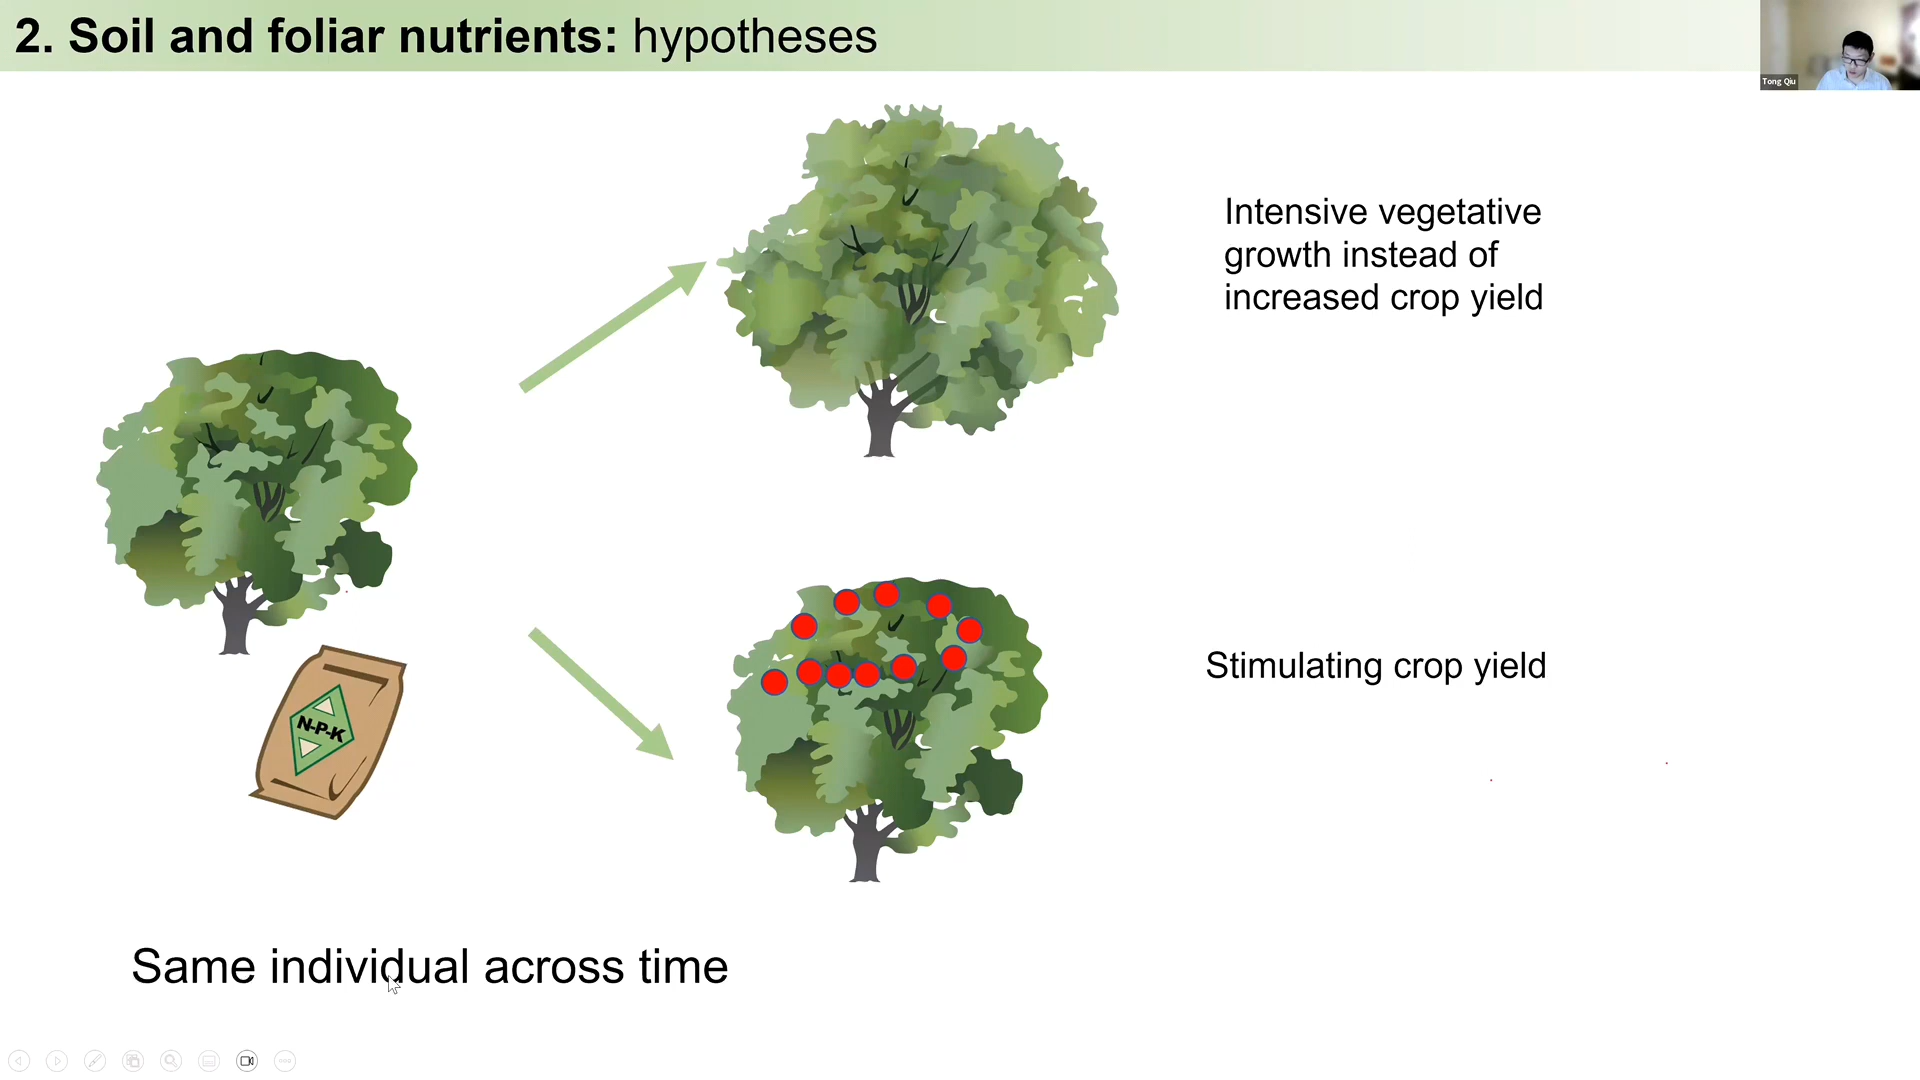 2. Soil and foliar nutrients: hypotheses
Tong Qiu
Intensive vegetative
growth instead of
increased crop yield
N-P-K
Stimulating crop yield
Same individual across time